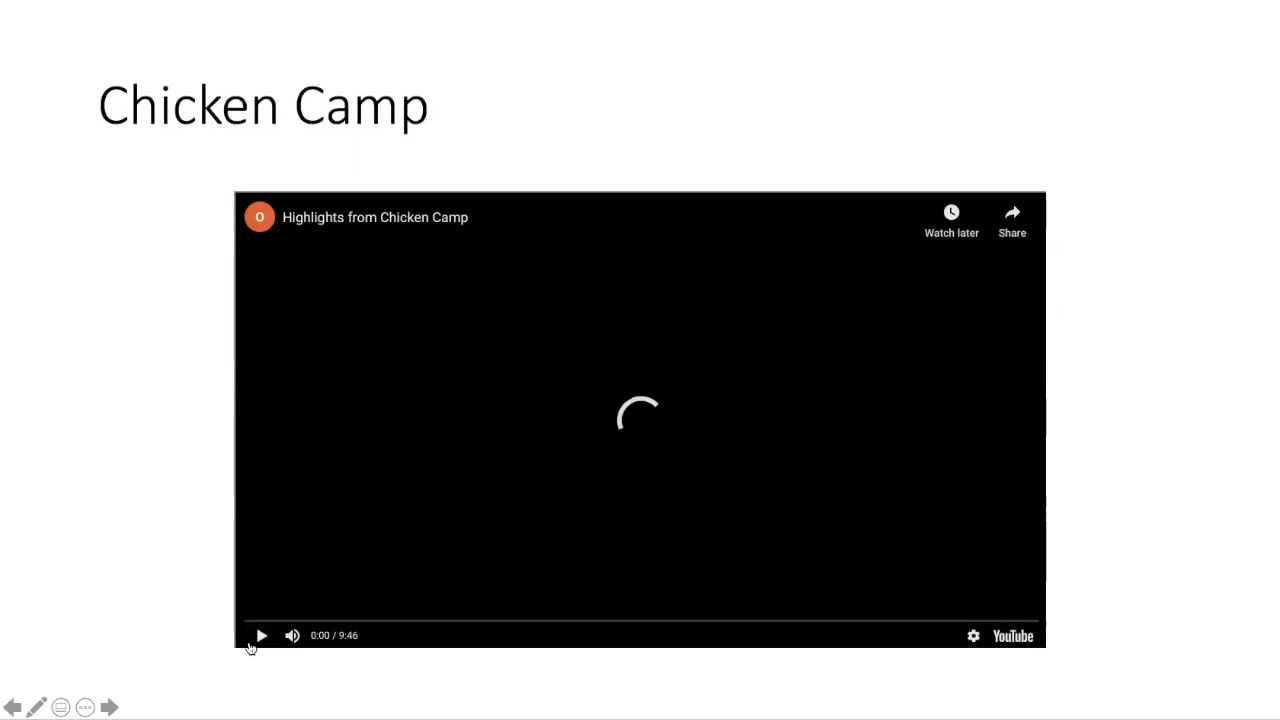 Chicken Camp
O
Highlights from Chicken Camp
Watch later
Share
0:00 / 9:46
YouTube